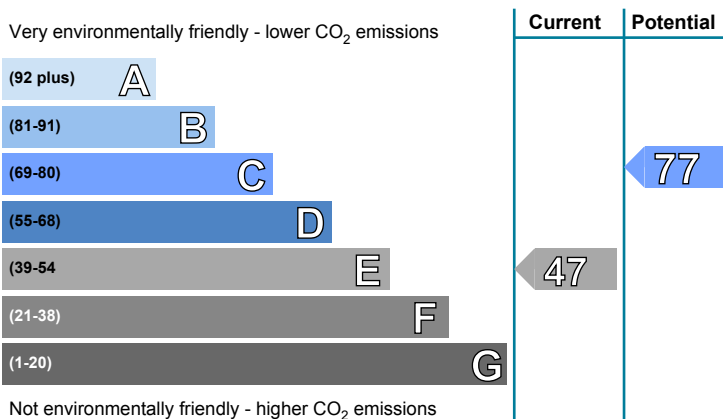 Current Potential
Very environmentally friendly - lower CO2 emissions
(92 plus) A
(81-91) B
(69-80) C 77
(55-68) D
(39-54 E 47
(21-38) F
(1-20) G
Not environmentally friendly - higher CO2 emissions